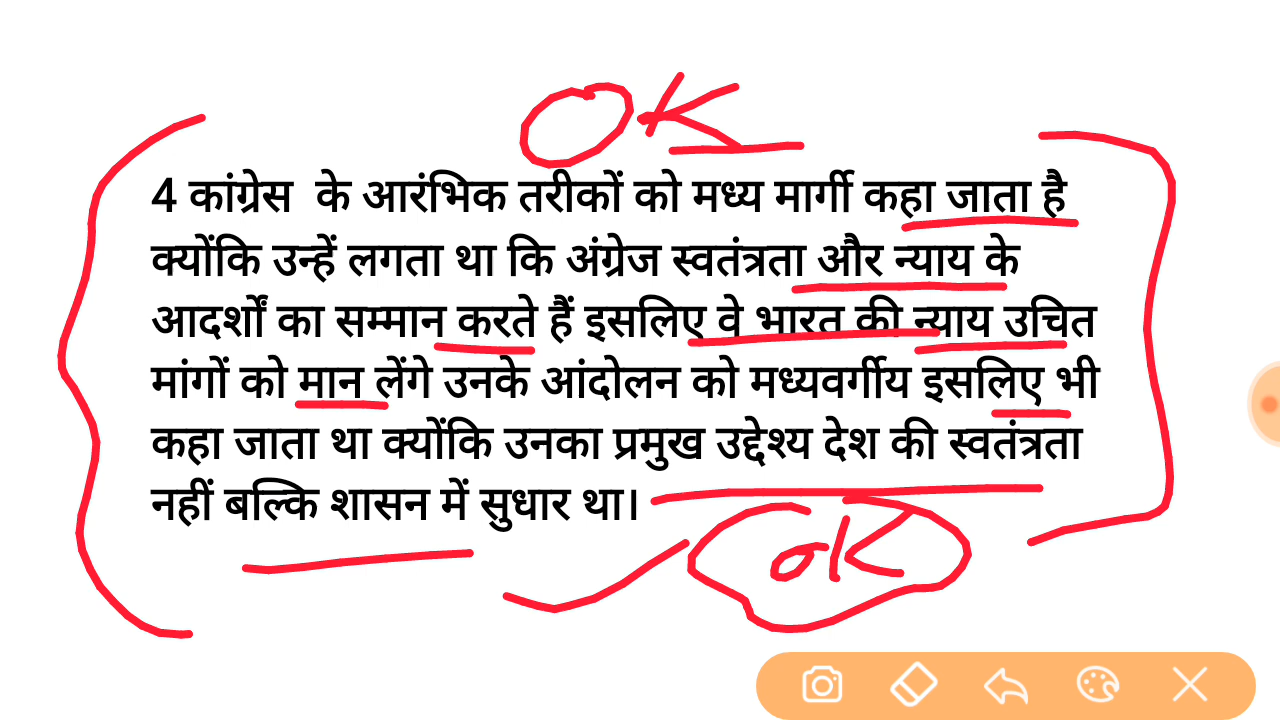 OK
4 कांग्रेस के आरंभिक तरीकों को मध्य मार्गी कहा जाता है
क्योंकि उन्हें लगता था कि अंग्रेज स्वतंत्रता और न्याय के
आदर्शों का सम्मान करते हैं इसलिए वे भारत की न्याय उचित
मांगों को मान लेंगे उनके आंदोलन को मध्यवर्गीय इसलिए भी
कहा जाता था क्योंकि उनका प्रमुख उद्देश्य देश की स्वतंत्रता
नहीं बल्कि शासन में सुधार था।
OK